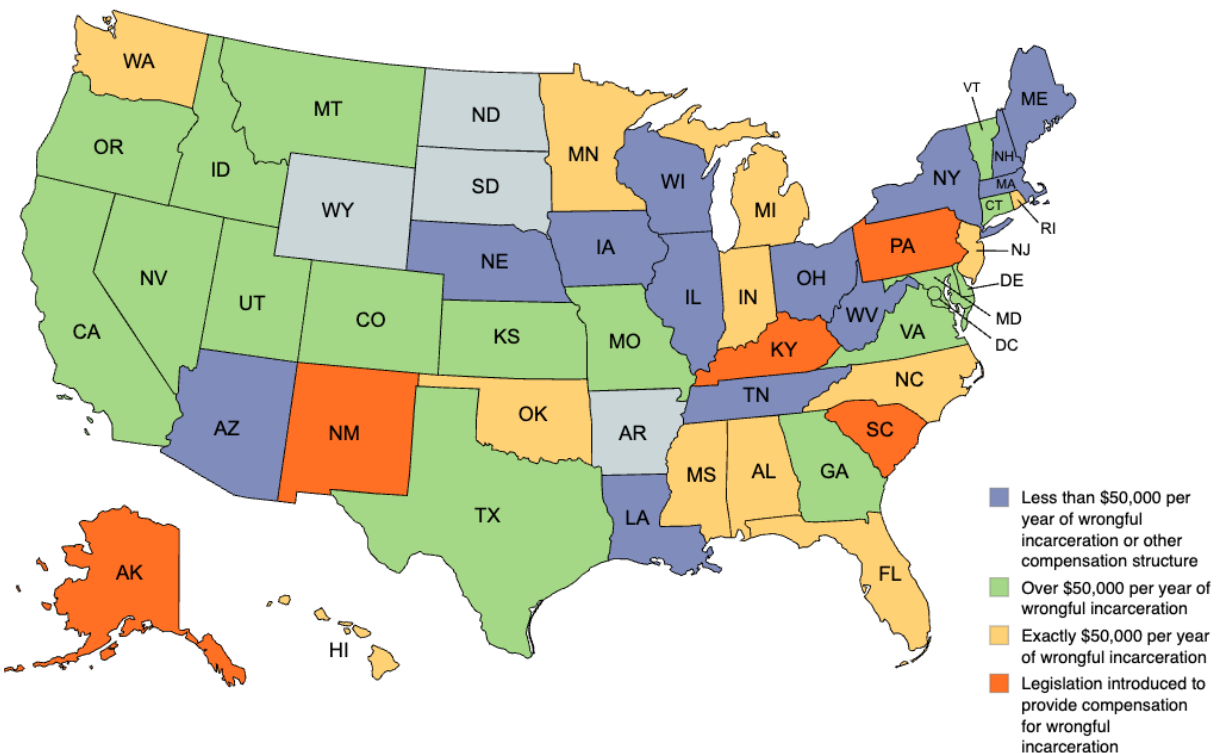 WA
MT
ND
OR
ID
MN
VT
ME
WY
SD
WI
NY
NH
MA
CT
RI
MI
NV
UT
CO
NE
IA
IL
IN
OH
PA
NJ
DE
MD
DC
CA
KS
MO
KY
WV
VA
AZ
NM
OK
AR
TN
NC
SC
TX
LA
MS
AL
GA
FL
AK
HI
Less than $50,000 per
year of wrongful
incarceration or other
compensation structure
Over $50,000 per year of
wrongful incarceration
Exactly $50,000 per year
of wrongful incarceration
Legislation introduced to
provide compensation
for wrongful
incarceration